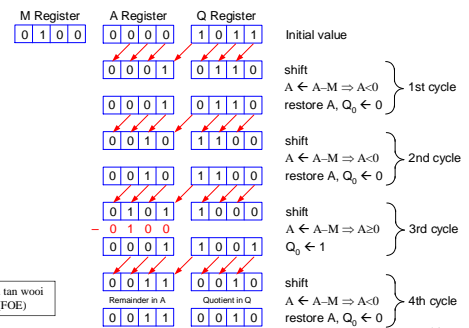 M Register A Register Q Register
0 1 0 0 0 0 0 0 1 0 1 1 Initial value
0 0 0 1 0 1 1 0 shift
A ← A–M ⇒ A<0 1st cycle
0 0 0 1 0 1 1 0 restore A, Q0 ← 0
0 0 1 0 1 1 0 0 shift
A ← A–M ⇒ A<0 2nd cycle
0 0 1 0 1 1 0 0 restore A, Q0 ← 0
0 1 0 1 1 0 0 0 shift
– 0 1 0 0 A ← A–M ⇒ A≥0 3rd cycle
0 0 0 1 1 0 0 1 Q0 ← 1
0 0 1 1 0 0 1 0 shift
tan wooi
Remainder in A Quotient in Q A ← A–M ⇒ A<0 4th cycle
FOE)
0 0 1 1 0 0 1 0 restore A, Q0 ← 0